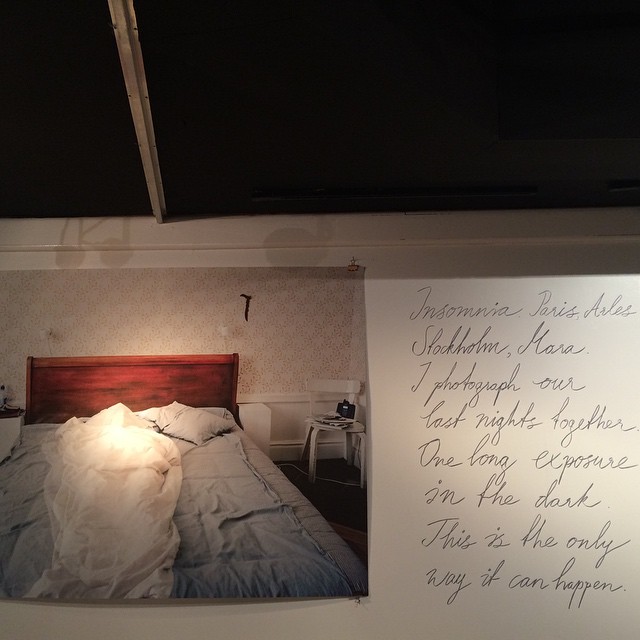 Insomnia, Paris, Arles
Stockholm, Mara.
I photograph our
last nights together.
One long exposure
in the dark.
This is the only
way it can happen.